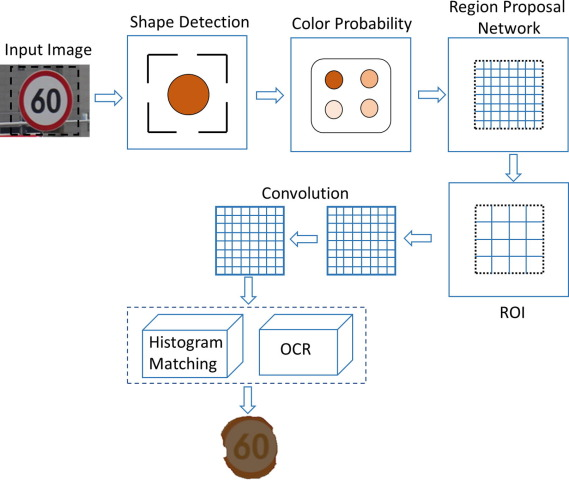 Input Image
60
Shape Detection
Color Probability
Region Proposal
Network
ROI
Convolution
Histogram
Matching
OCR
60